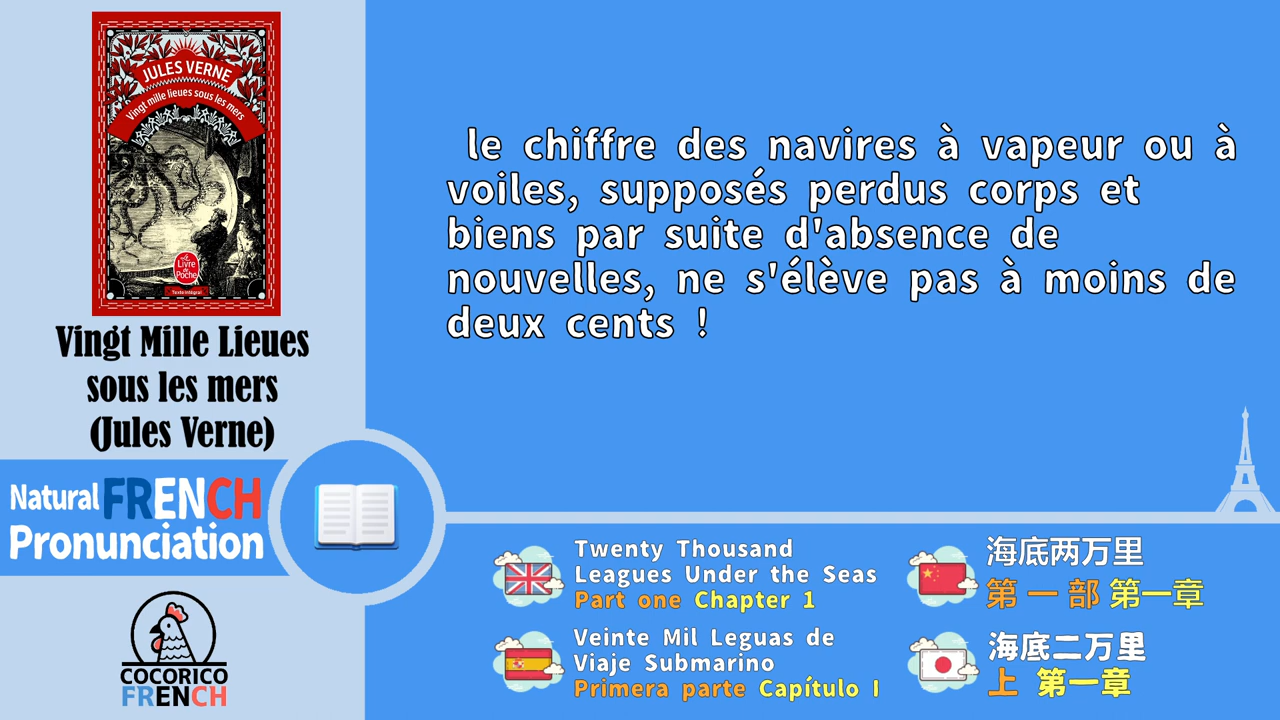 JULES VERNE
Vingt mille lieues sous les mers
Le Livre de Poche
Texte intégral
Vingt Mille Lieues
sous les mers
(Jules Verne)
Natural FRENCH
Pronunciation
COCORICO
FRENCH
le chiffre des navires à vapeur ou à
voiles, supposés perdus corps et
biens par suite d'absence de
nouvelles, ne s'élève pas à moins de
deux cents !
Twenty Thousand
Leagues Under the Seas
Part one Chapter 1
Veinte Mil Leguas de
Viaje Submarino
Primera parte Capítulo I
海底两万里
第 一 部 第一章
海底二万里
上 第一章